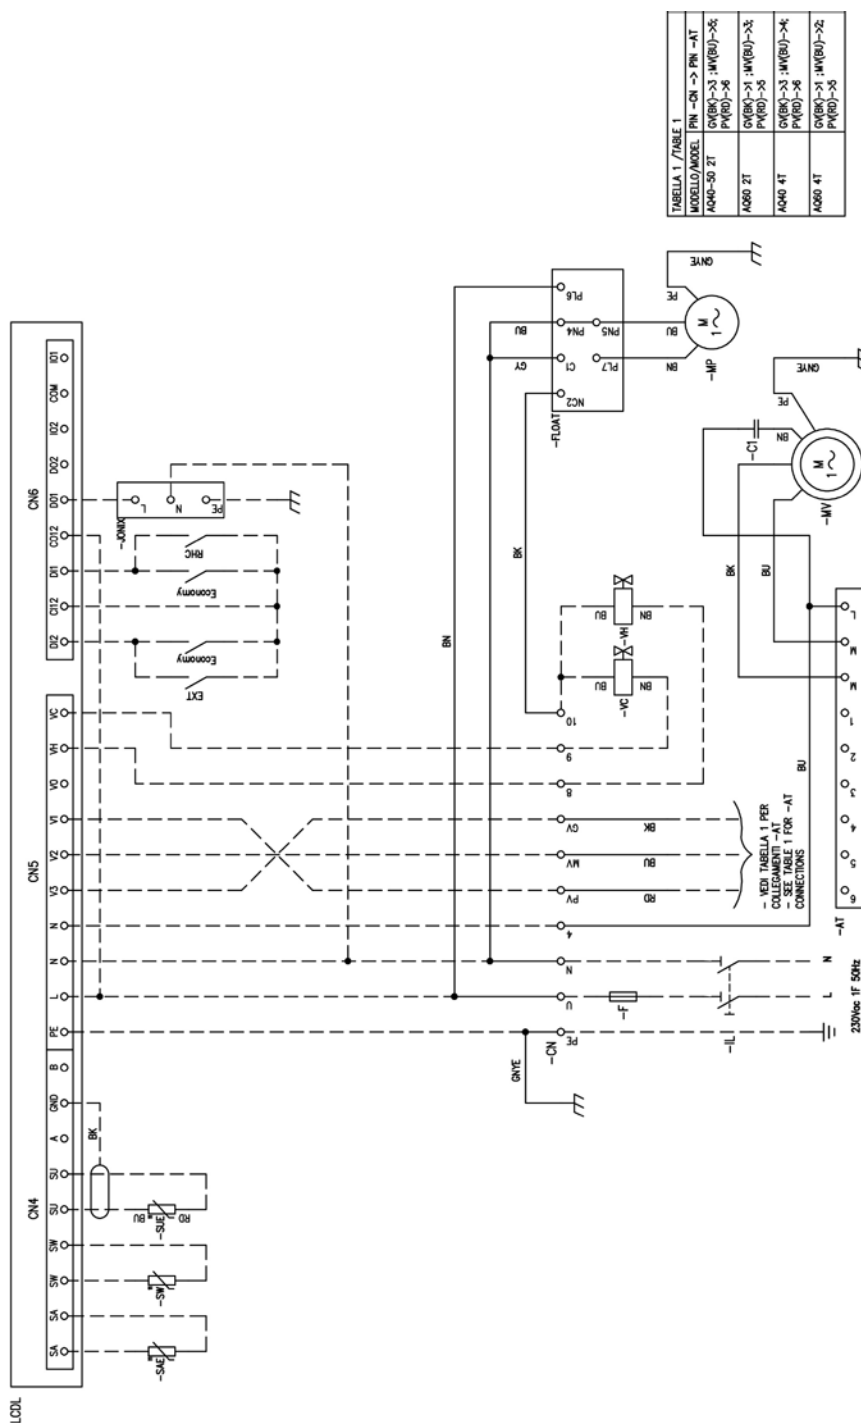 TABELLA 1 /TABLE 1
MODELLO/MODEL PIN -CN -> PIN -AT
AQ40-50 2T GV(BK)->3 ;MV(BU)->5;
PV(RD)->6
AQ60 2T GV(BK)->1 ;MV(BU)->3;
PV(RD)->5
AQ40 4T GV(BK)->3 ;MV(BU)->4;
PV(RD)->6
AQ60 4T GV(BK)->1 ;MV(BU)->2;
PV(RD)->5
LCDL
CN4
SA
SA
SW
SW
SU
SU
A
GND
B
CN5
PE
L
N
N
V3
V2
V1
V0
VH
VC
CN6
DI2
CI12
DI1
CO12
DO1
DO2
IO2
COM
IO1
-SAE
-SW
-SUE
BU
RD
BK
EXT
Economy
Economy
RHC
-JONIX
L
N
PE
BN
BK
GY
BU
-FLOAT
NC2
C1
PN4
PL6
PL7
PN5
BN
BU
PE
GNYE
-MP
M
1~
-CN
PE
U
N
4
PV
MV
GV
8
9
10
GNYE
RD
BU
BK
-VC
BU
BN
-VH
BU
BN
- VEDI TABELLA 1 PER
COLLEGAMENTI -AT
- SEE TABLE 1 FOR -AT
CONNECTIONS
-F
-IL
L
N
230Vac 1F 50Hz
BU
BK
BU
-C1
BN
PE
GNYE
-MV
M
1~
-AT
6
5
4
3
2
1
M
M
L